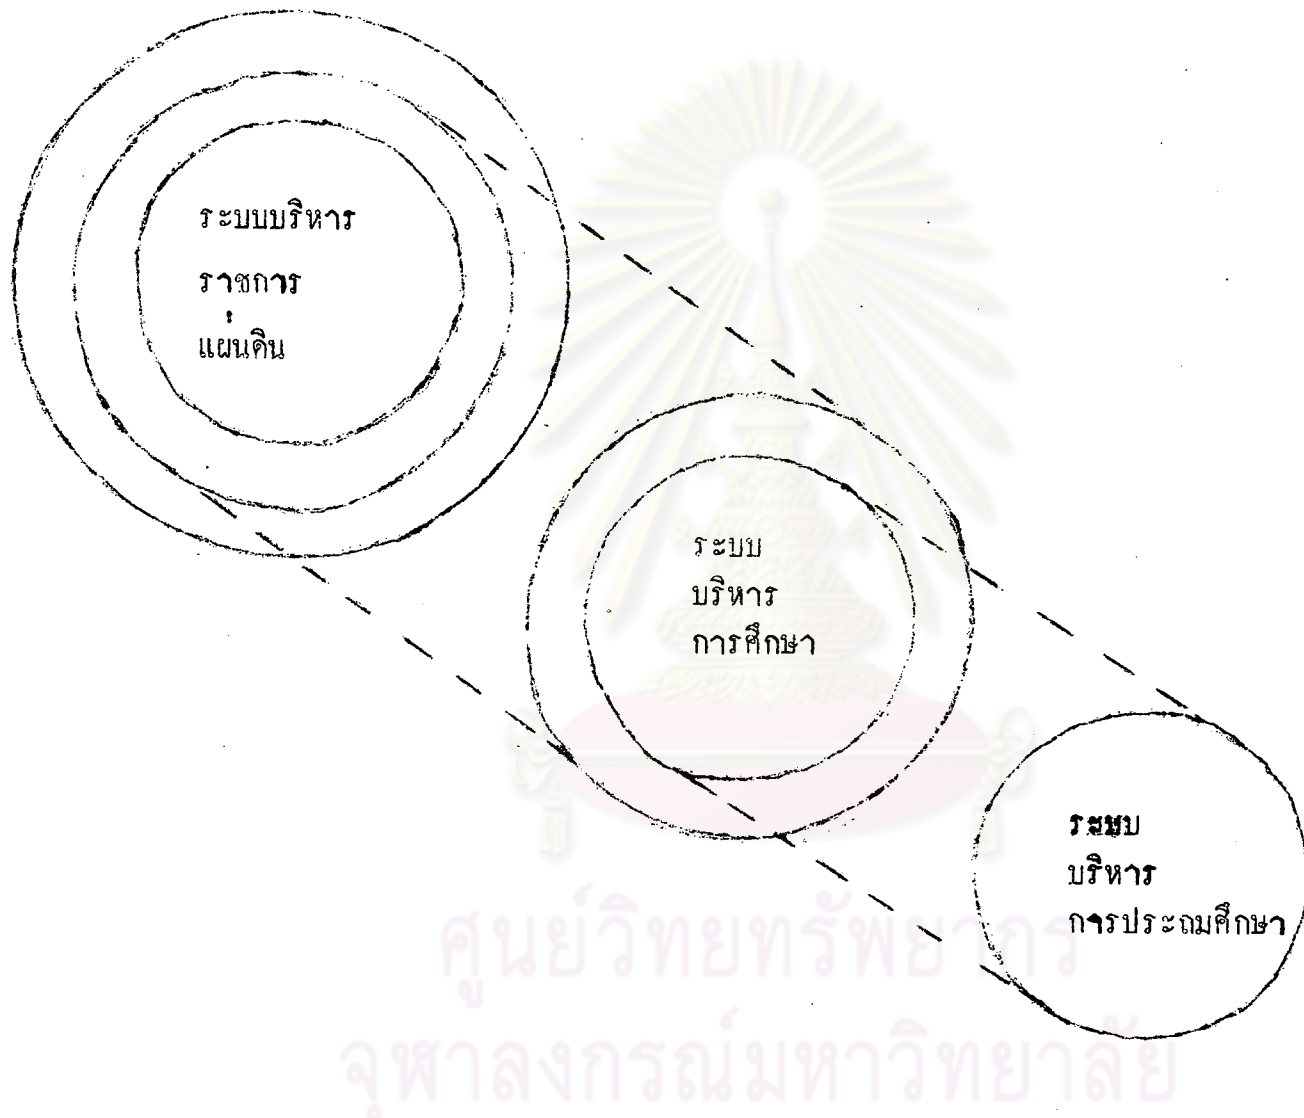 ระบบบริหาร
ราชการ
แผ่นดิน
ระบบ
บริหาร
การศึกษา
ระบบ
บริหาร
การประถมศึกษา
ศูนย์วิทยทรัพยากร
จุฬาลงกรณ์มหาวิทยาลัย